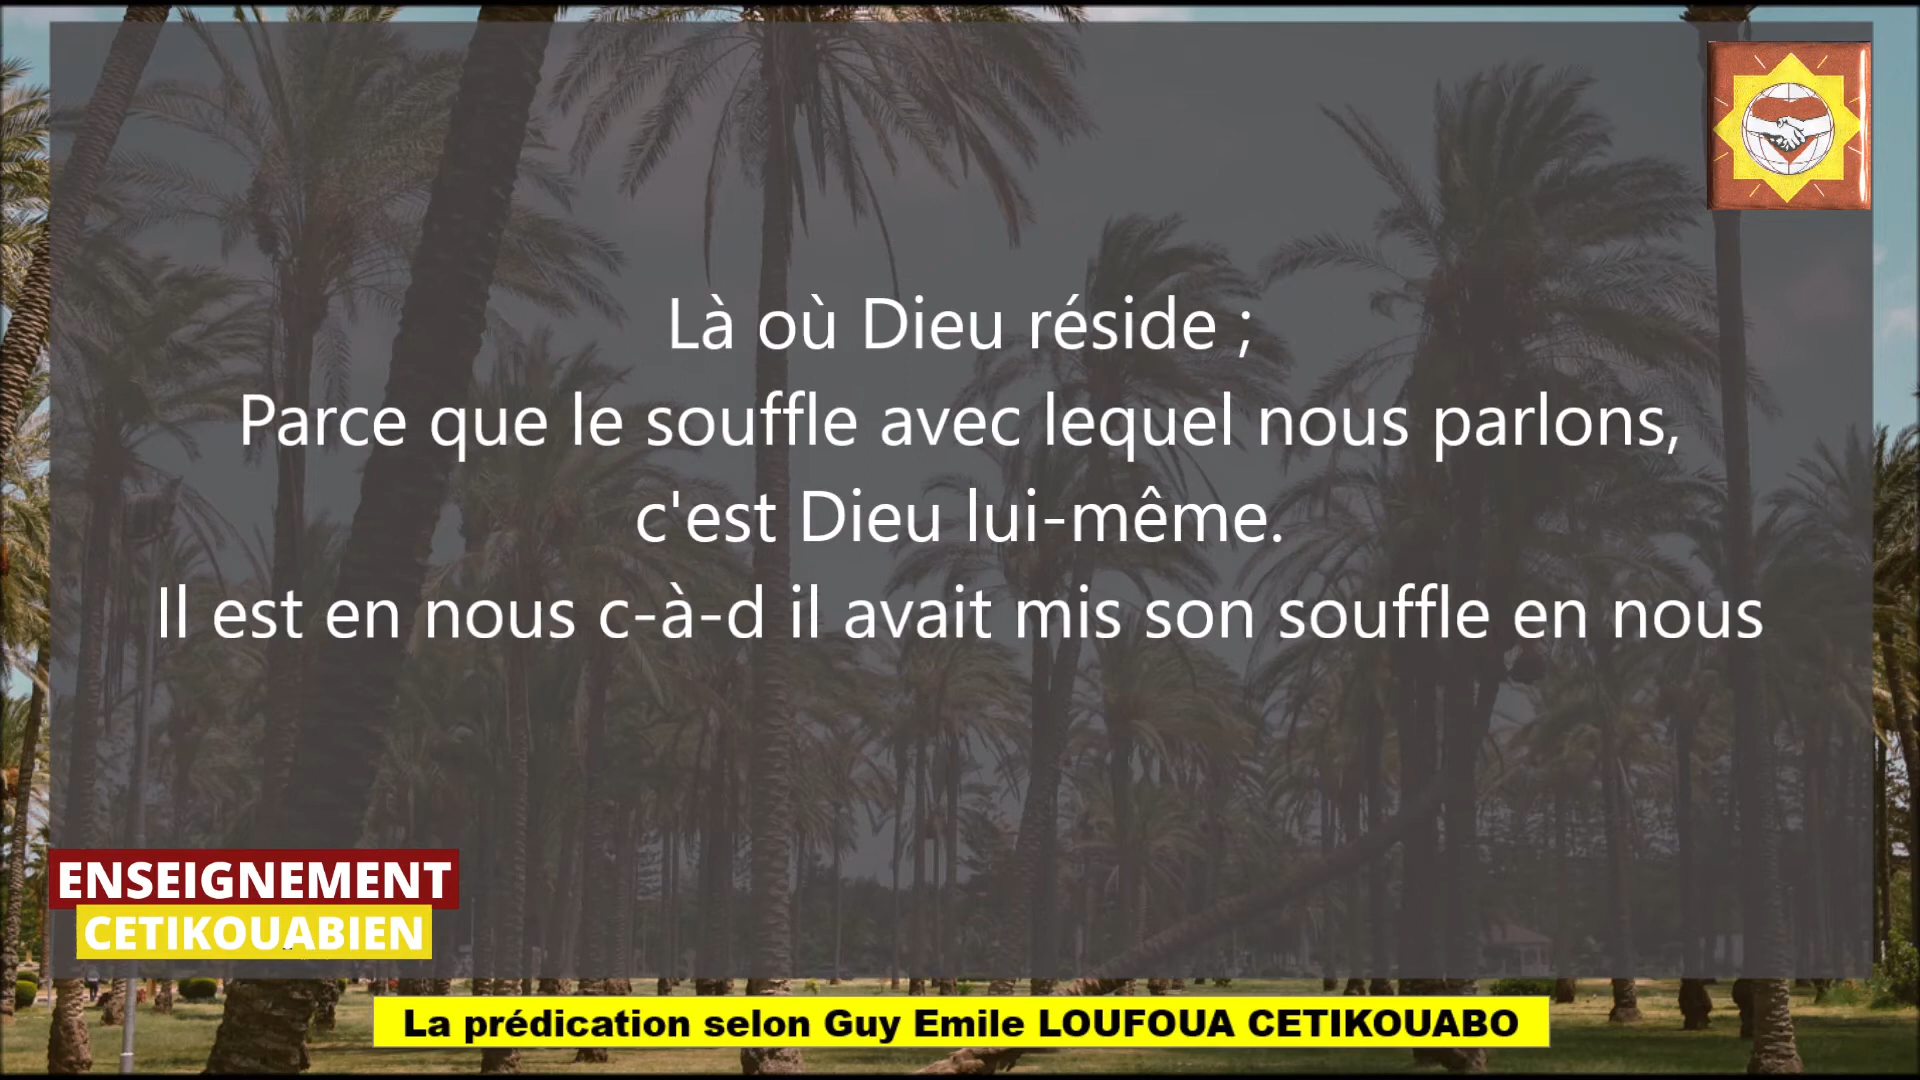 Là où Dieu réside ;
Parce que le souffle avec lequel nous parlons,
c'est Dieu lui-même.
Il est en nous c-à-d il avait mis son souffle en nous
ENSEIGNEMENT
CETIKOUABIEN
La prédication selon Guy Emile LOUFOUA CETIKOUABO